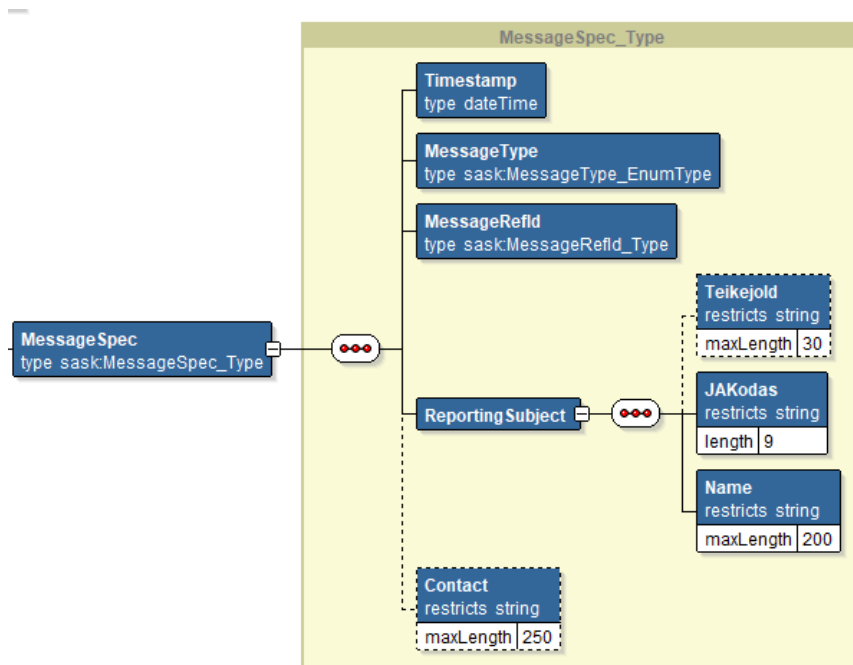 MessageSpec_Type
Timestamp
type dateTime
MessageType
type sask:MessageType_EnumType
MessageRefId
type sask:MessageRefId_Type
MessageSpec
type sask:MessageSpec_Type
ReportingSubject
TeikejoId
restricts string
maxLength 30
JAKodas
restricts string
length 9
Name
restricts string
maxLength 200
Contact
restricts string
maxLength 250